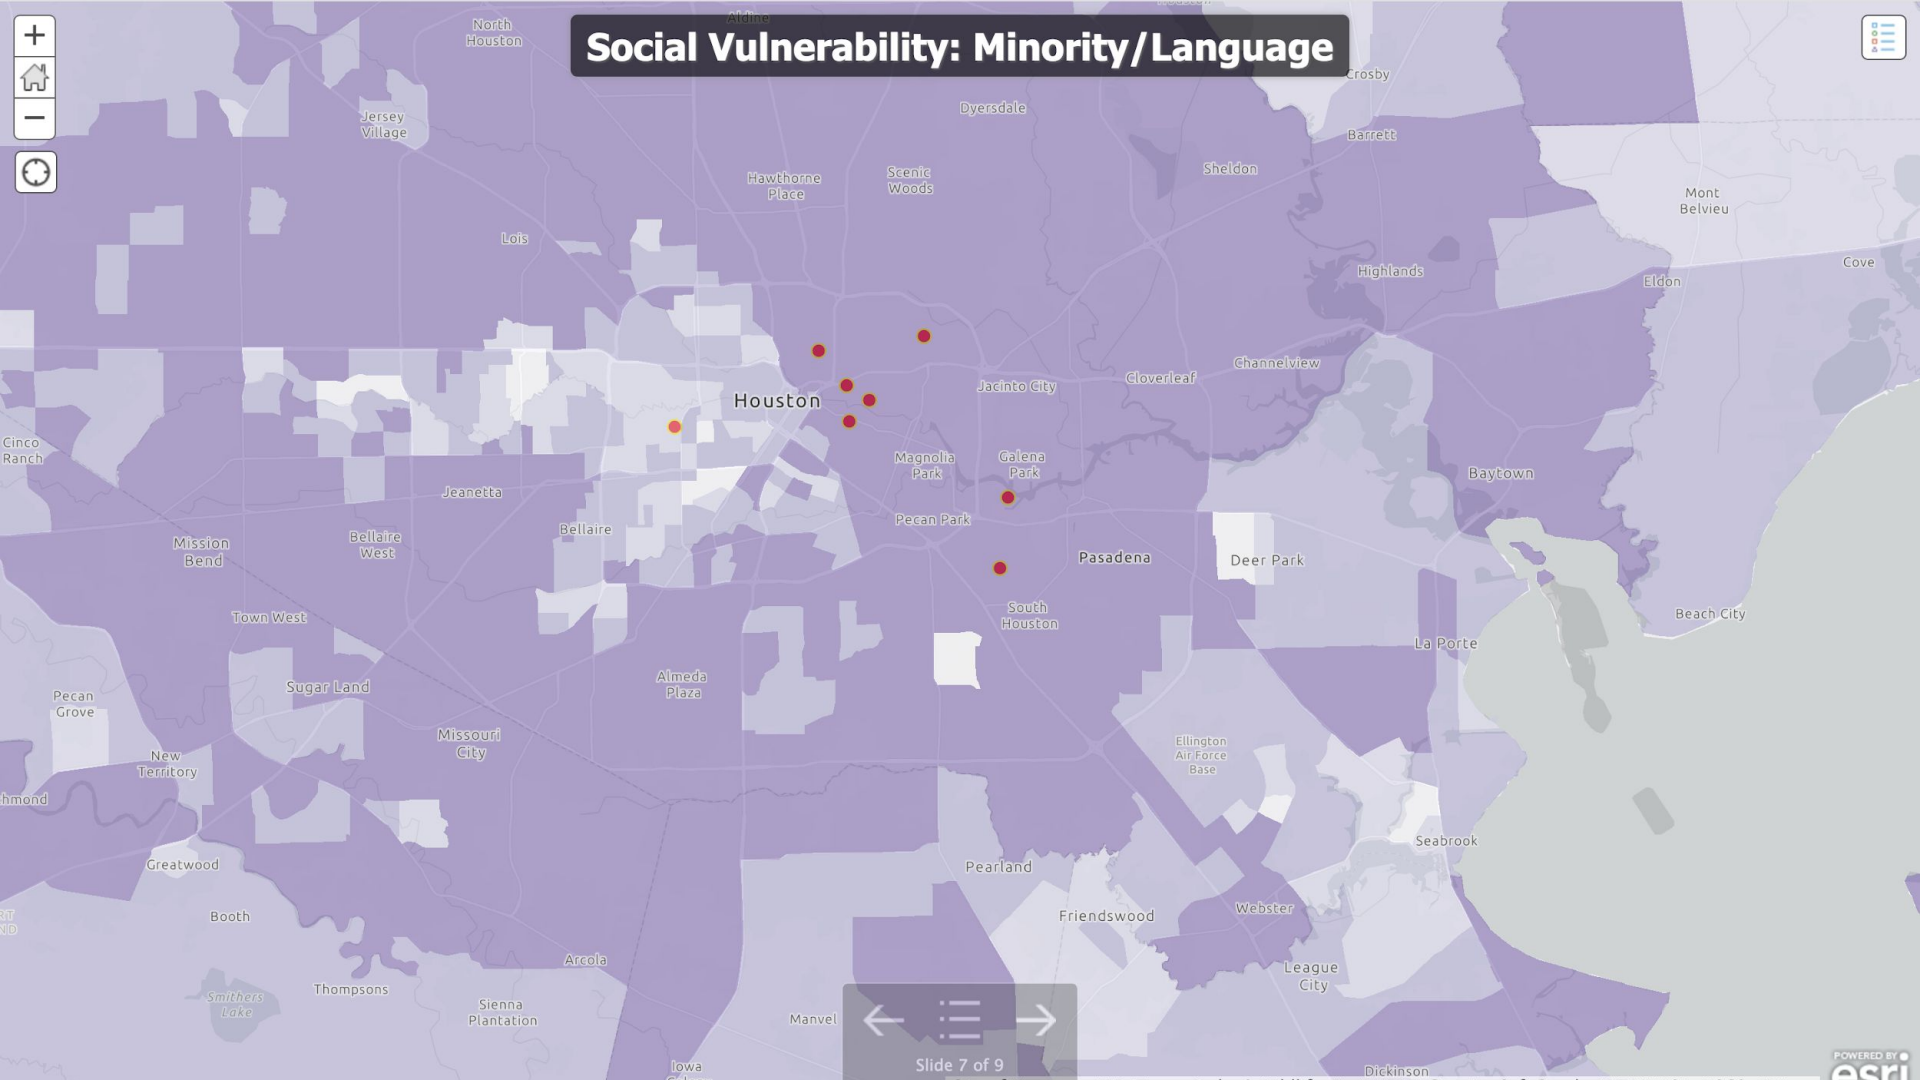 Social Vulnerability: Minority/Language
North
Houston
Aldine
Crosby
Dyersdale
Jersey
Village
Barrett
Hawthorne
Place
Scenic
Woods
Sheldon
Mont
Belvieu
Lois
Highlands
Cove
Eldon
Channelview
Cloverleaf
Jacinto City
Houston
Cinco
Ranch
Magnolia
Park
Galena
Park
Baytown
Jeanetta
Pecan Park
Bellaire
Bellaire
West
Mission
Bend
Pasadena
Deer Park
Town West
South
Houston
Beach City
La Porte
Almeda
Plaza
Sugar Land
Pecan
Grove
Missouri
City
Ellington
Air Force
Base
New
Territory
hmond
Seabrook
Greatwood
Pearland
Booth
Friendswood
Webster
Arcola
League
City
Thompsons
Smithers
Lake
Sienna
Plantation
Manvel
Iowa
Dickinson
Slide 7 of 9
POWERED BY
esri